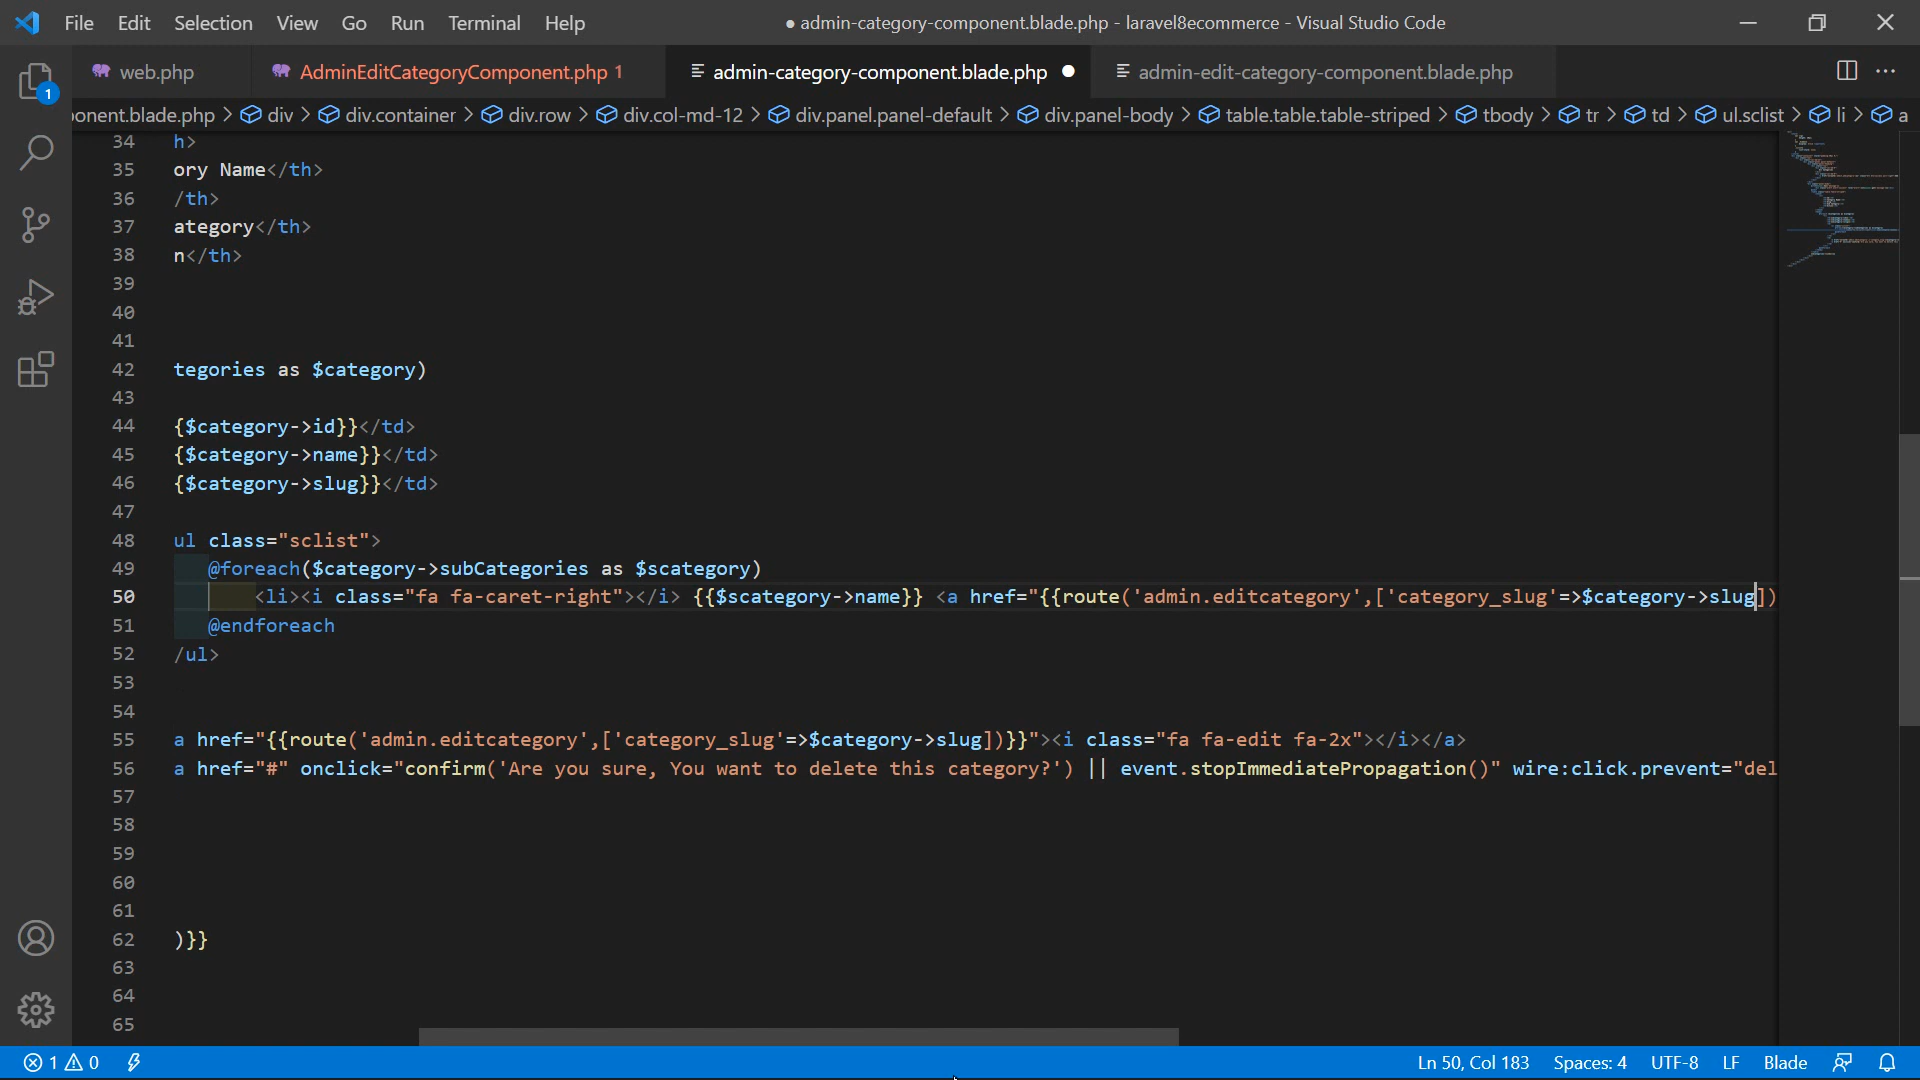 File Edit Selection View Go Run Terminal Help ● admin-category-component.blade.php - laravel8ecommerce - Visual Studio Code
web.php AdminEditCategoryComponent.php 1 admin-category-component.blade.php ● admin-edit-category-component.blade.php
1
onent.blade.php > div > div.container > div.row > div.col-md-12 > div.panel.panel-default > div.panel-body > table.table.table-striped > tbody > tr > td > ul.sclist > li > a
34 h>
35 ory Name</th>
36 /th>
37 ategory</th>
38 n</th>
39
40
41
42 tegories as $category)
43
44 {$category->id}}</td>
45 {$category->name}}</td>
46 {$category->slug}}</td>
47
48 ul class="sclist">
49 @foreach($category->subCategories as $scategory)
50 <li><i class="fa fa-caret-right"></i> {{$scategory->name}} <a href="{{route('admin.editcategory',['category_slug'=>$category->slug])
51 @endforeach
52 /ul>
53
54
55 a href="{{route('admin.editcategory',['category_slug'=>$category->slug])}}"><i class="fa fa-edit fa-2x"></i></a>
56 a href="#" onclick="confirm('Are you sure, You want to delete this category?') || event.stopImmediatePropagation()" wire:click.prevent="del
57
58
59
60
61
62 )}}
63
64
65
1 0 Ln 50, Col 183 Spaces: 4 UTF-8 LF Blade